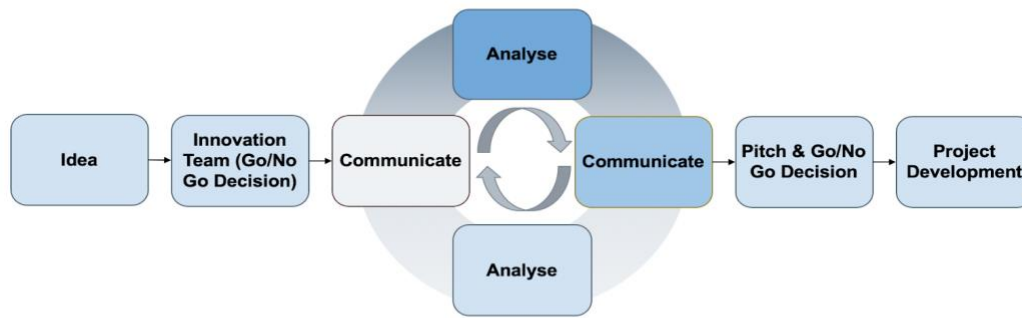 Analyse
Idea
Innovation
Team (Go/No
Go Decision)
Communicate
Communicate
Pitch & Go/No
Go Decision
Project
Development
Analyse